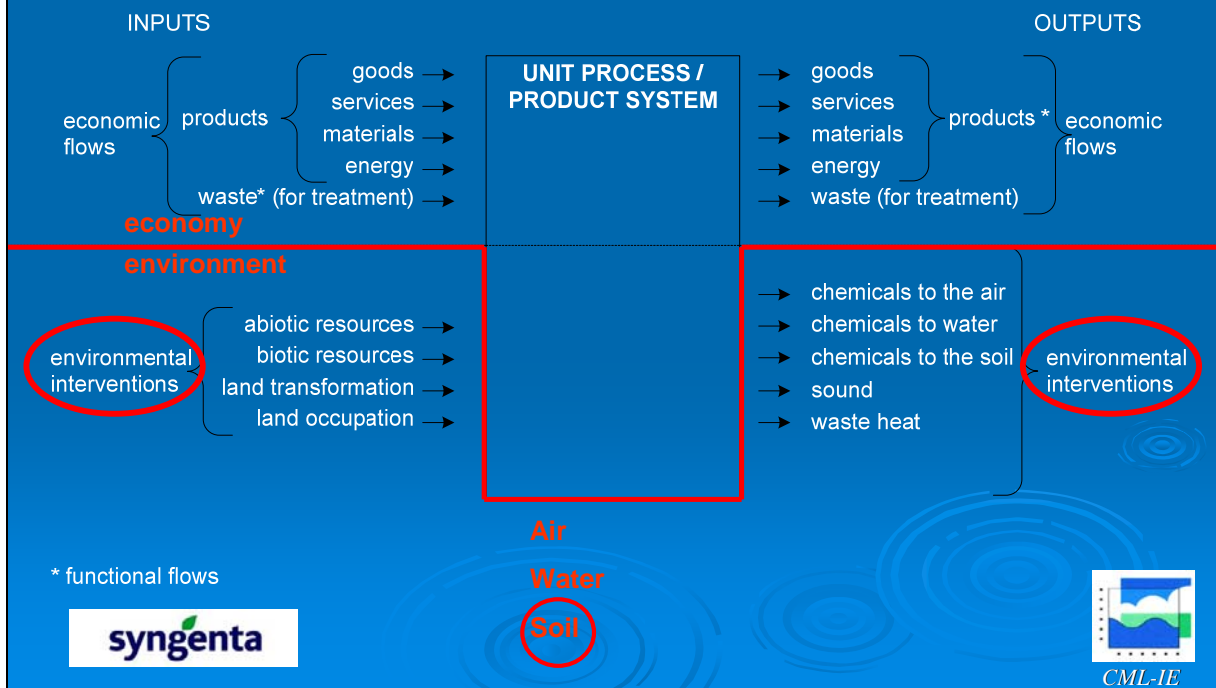 INPUTS
OUTPUTS
UNIT PROCESS /
PRODUCT SYSTEM
economic
flows
products
goods
services
materials
energy
waste* (for treatment)
goods
services
materials
energy
waste (for treatment)
products *
economic
flows
economy
environment
environmental
interventions
abiotic resources
biotic resources
land transformation
land occupation
chemicals to the air
chemicals to water
chemicals to the soil
sound
waste heat
environmental
interventions
Air
Water
Soil
* functional flows
syngenta
CML-IE